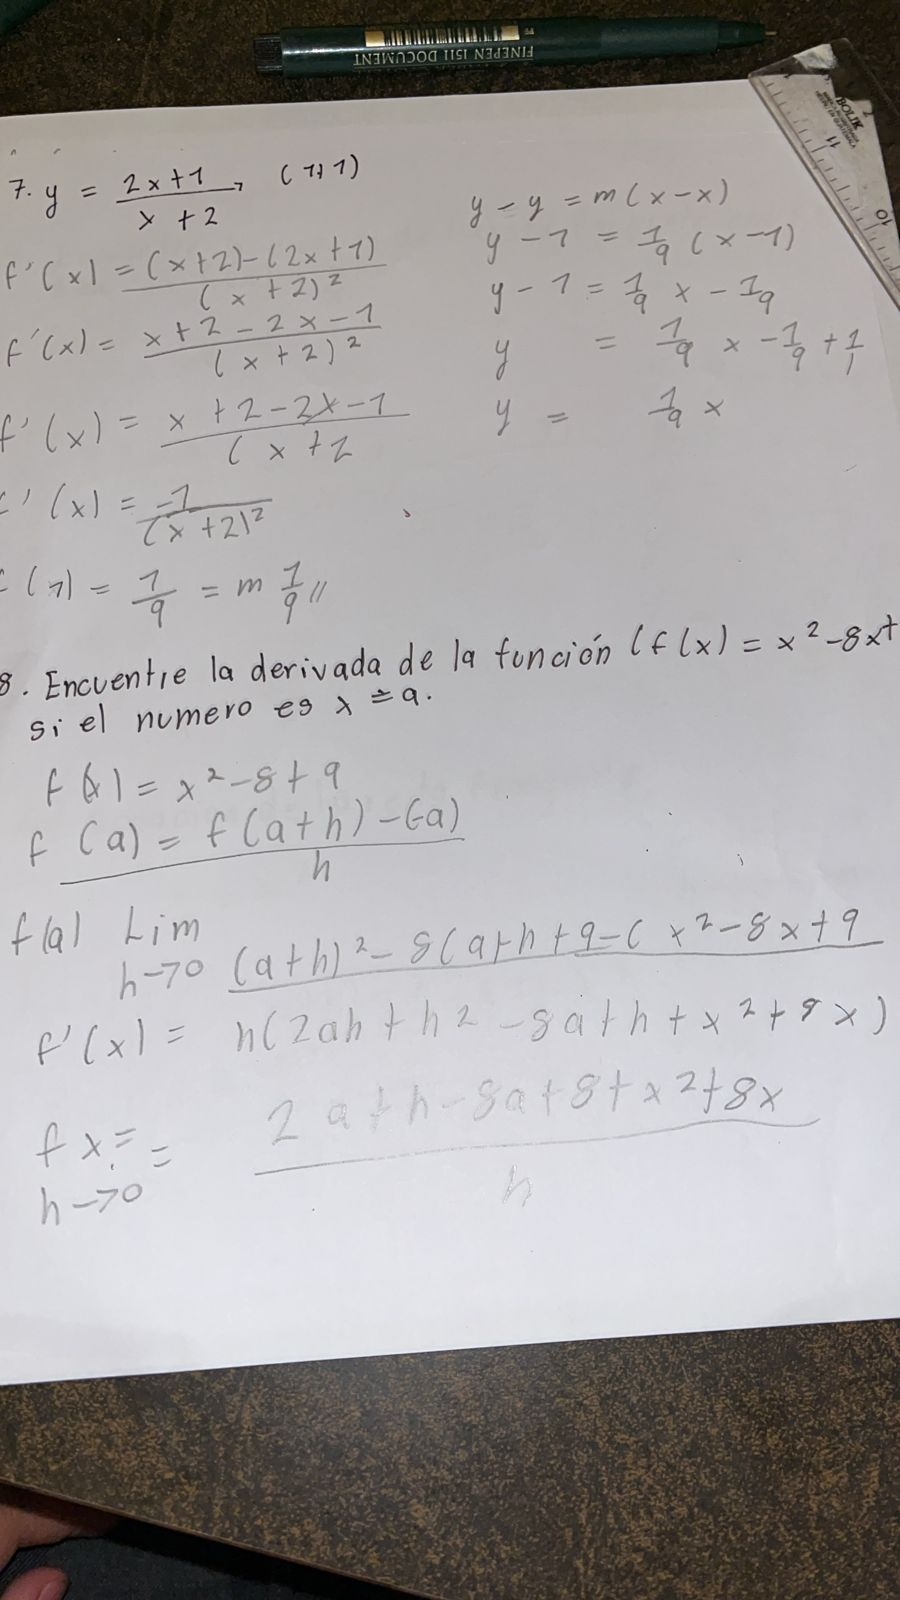 FINEPEN 1511 DOCUMENT
BOLIK
11
10
7. y = 2x+1 / x + 2, (1,1)
f'(x) = (x+2)-(2x+1) / (x+2)²
f'(x) = x+2-2x-1 / (x+2)²
f'(x) = x+2-2x-1 / (x+2
'(x) = -1 / (x+2)²
(1) = 1/9 = m 1/9 //
y-y = m(x-x)
y-1 = 1/9 (x-1)
y-1 = 1/9 x - 1/9
y = 1/9 x - 1/9 + 1/1
y = 1/9 x
8. Encuentre la derivada de la función (f(x) = x²-8x+
si el numero es x = a.
f(x) = x²-8+9
f (a) = f(a+h)-(-a) / h
f(a) Lim h→0 (a+h)²-8(a+h+9-(x²-8x+9
f'(x) = h(2ah+h2-8a+h+x²+8x)
f x = = 2a+h-8a+8+x²+8x / h
h→0